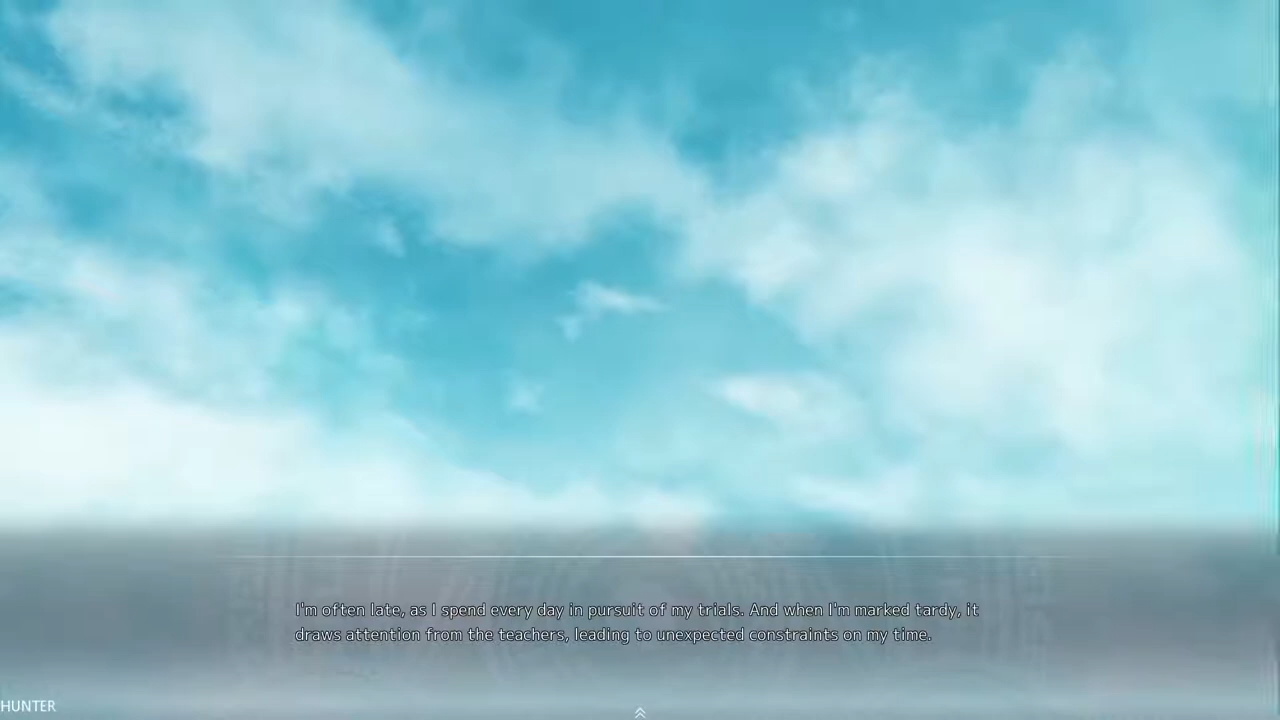 I'm often late, as I spend every day in pursuit of my trials. And when I'm marked tardy, it
draws attention from the teachers, leading to unexpected constraints on my time.
HUNTER